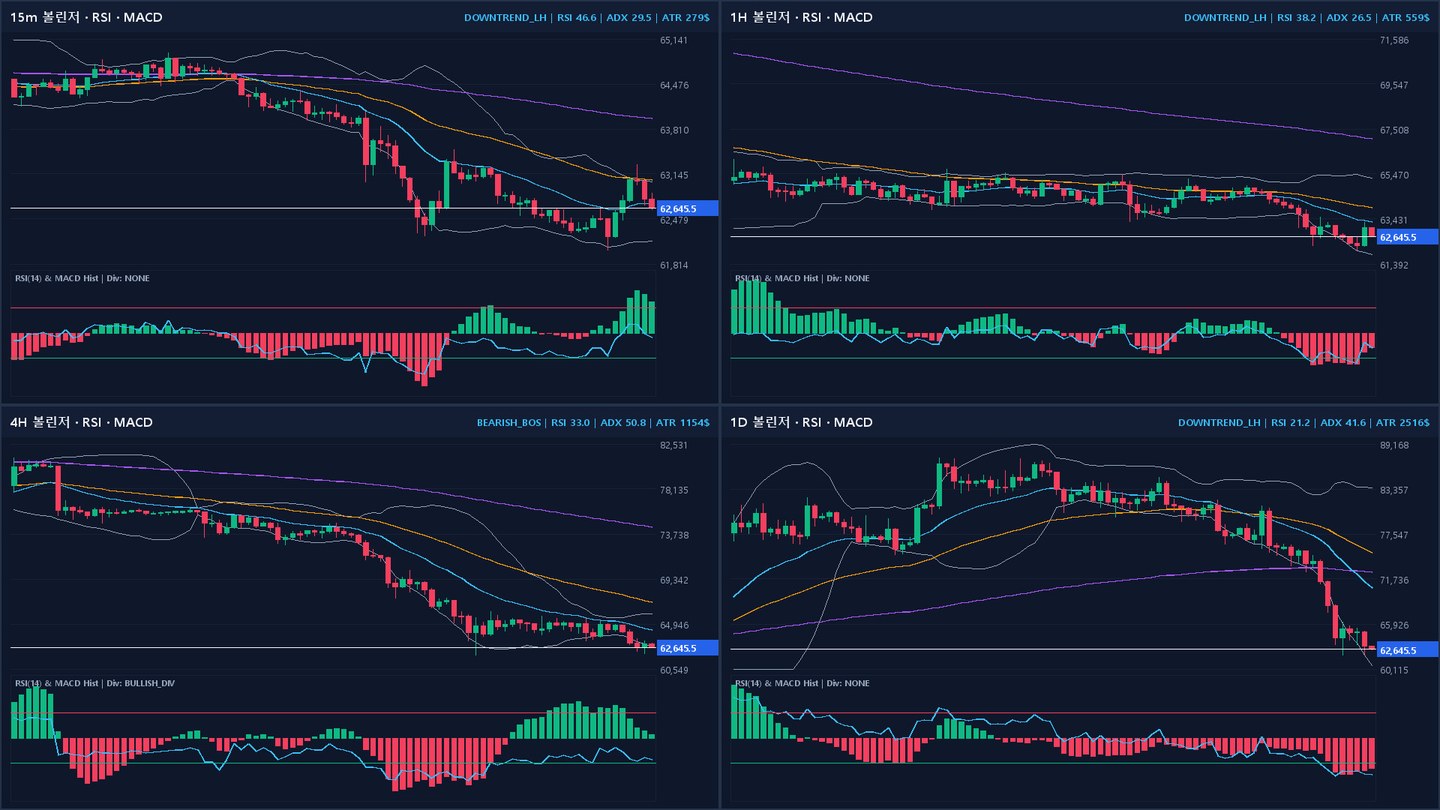 15m 볼린저 · RSI · MACD
DOWNTREND_LH | RSI 46.6 | ADX 29.5 | ATR 279$
65,141
64,476
63,810
63,145
62,645.5
62,479
61,814
RSI(14) & MACD Hist | Div: NONE
1H 볼린저 · RSI · MACD
DOWNTREND_LH | RSI 38.2 | ADX 26.5 | ATR 559$
71,586
69,547
67,508
65,470
63,431
62,645.5
61,392
RSI(14) & MACD Hist | Div: NONE
4H 볼린저 · RSI · MACD
BEARISH_BOS | RSI 33.0 | ADX 50.8 | ATR 1154$
82,531
78,135
73,738
69,342
64,946
62,645.5
60,549
RSI(14) & MACD Hist | Div: BULLISH_DIV
1D 볼린저 · RSI · MACD
DOWNTREND_LH | RSI 21.2 | ADX 41.6 | ATR 2516$
89,168
83,357
77,547
71,736
65,926
62,645.5
60,115
RSI(14) & MACD Hist | Div: NONE